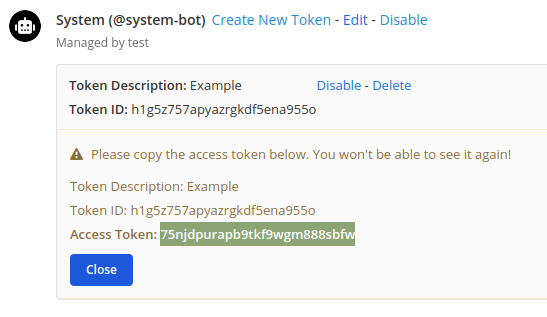 System (@system-bot) Create New Token - Edit - Disable
Managed by test
Token Description: Example Disable - Delete
Token ID: h1g5z757apyazrgkdf5ena955o
Please copy the access token below. You won't be able to see it again!
Token Description: Example
Token ID: h1g5z757apyazrgkdf5ena955o
Access Token: 75njdpurapb9tkf9wgm888sbfw
Close